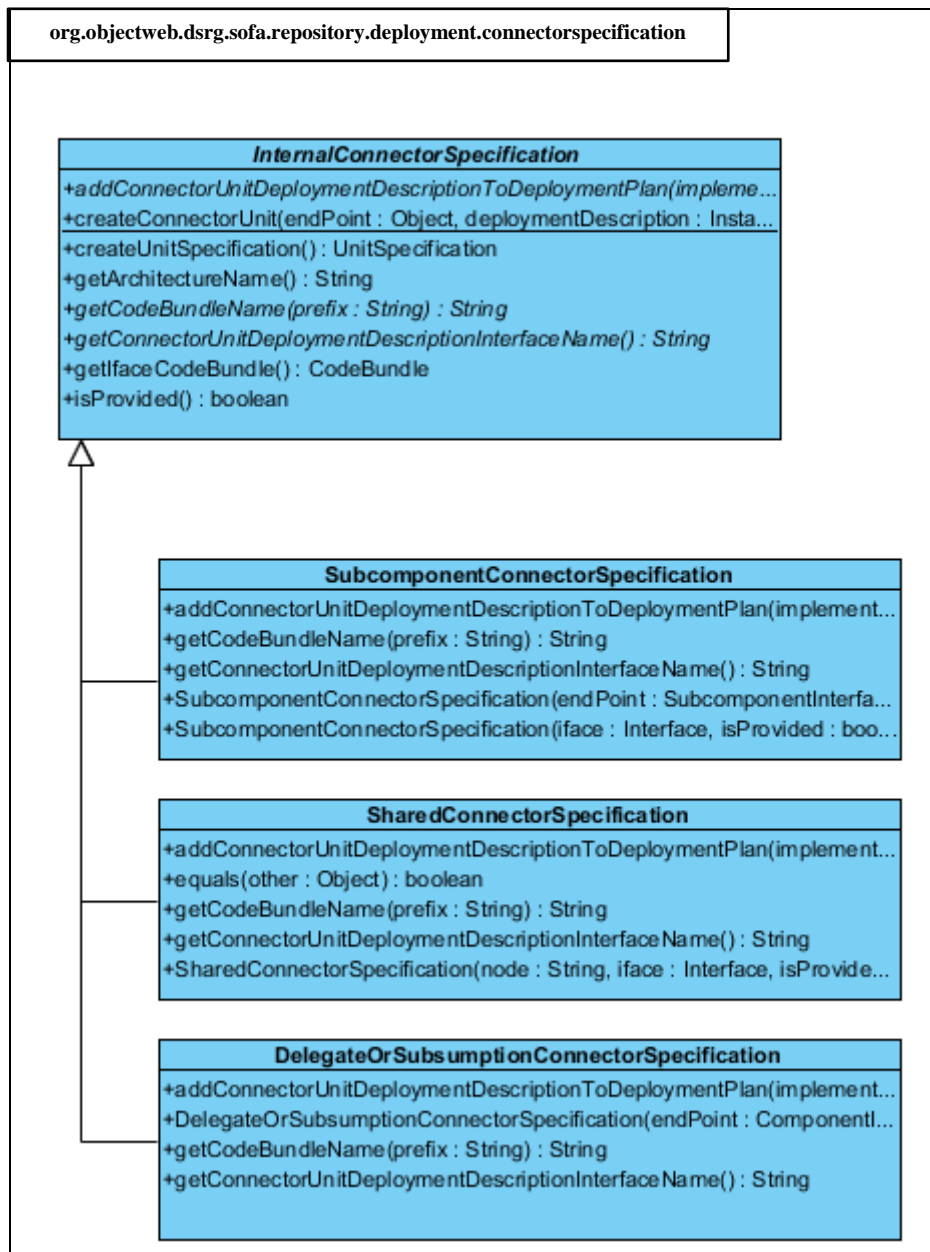 org.objectweb.dsrg.sofa.repository.deployment.connectorspecification
InternalConnectorSpecification
+addConnectorUnitDeploymentDescriptionToDeploymentPlan(impleme...
+createConnectorUnit(endPoint : Object, deploymentDescription : Insta...
+createUnitSpecification() : UnitSpecification
+getArchitectureName() : String
+getCodeBundleName(prefix : String) : String
+getConnectorUnitDeploymentDescriptionInterfaceName() : String
+getIfaceCodeBundle() : CodeBundle
+isProvided() : boolean
SubcomponentConnectorSpecification
+addConnectorUnitDeploymentDescriptionToDeploymentPlan(implement...
+getCodeBundleName(prefix : String) : String
+getConnectorUnitDeploymentDescriptionInterfaceName() : String
+SubcomponentConnectorSpecification(endPoint : SubcomponentInterfa...
+SubcomponentConnectorSpecification(iface : Interface, isProvided : boo...
SharedConnectorSpecification
+addConnectorUnitDeploymentDescriptionToDeploymentPlan(implement...
+equals(other : Object) : boolean
+getCodeBundleName(prefix : String) : String
+getConnectorUnitDeploymentDescriptionInterfaceName() : String
+SharedConnectorSpecification(node : String, iface : Interface, isProvide...
DelegateOrSubsumptionConnectorSpecification
+addConnectorUnitDeploymentDescriptionToDeploymentPlan(implement...
+DelegateOrSubsumptionConnectorSpecification(endPoint : ComponentI...
+getCodeBundleName(prefix : String) : String
+getConnectorUnitDeploymentDescriptionInterfaceName() : String